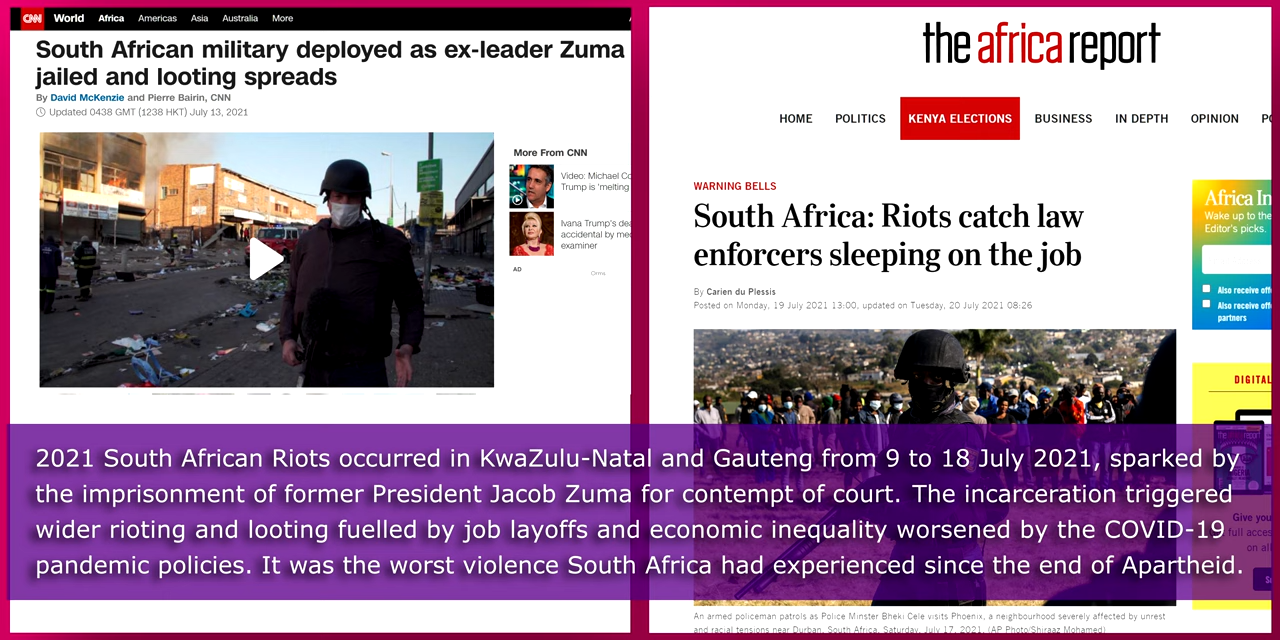 CNN World Africa Americas Asia Australia More
South African military deployed as ex-leader Zuma
jailed and looting spreads
By David McKenzie and Pierre Bairin, CNN
Updated 0438 GMT (1238 HKT) July 13, 2021
More From CNN
Video: Michael Co
Trump is 'melting
Ivana Trump's dea
accidental by med
examiner
AD
the africa report
HOME POLITICS KENYA ELECTIONS BUSINESS IN DEPTH OPINION
WARNING BELLS
South Africa: Riots catch law
enforcers sleeping on the job
By Carien du Plessis
Posted on Monday, 19 July 2021 13:00, updated on Tuesday, 20 July 2021 08:26
Africa In
Wake up to the
Editor's picks.
Also receive off
Also receive off
partners
DIGITAL
2021 South African Riots occurred in KwaZulu-Natal and Gauteng from 9 to 18 July 2021, sparked by
the imprisonment of former President Jacob Zuma for contempt of court. The incarceration triggered
wider rioting and looting fuelled by job layoffs and economic inequality worsened by the COVID-19
pandemic policies. It was the worst violence South Africa had experienced since the end of Apartheid.
Give you
full acces
on al
An armed policeman patrols as Police Minster Bheki Cele visits Phoenix, a neighbourhood severely affected by unrest
and racial tensions near Durban, South Africa, Saturday, July 17, 2021. (AP Photo/Shiraaz Mohamed)